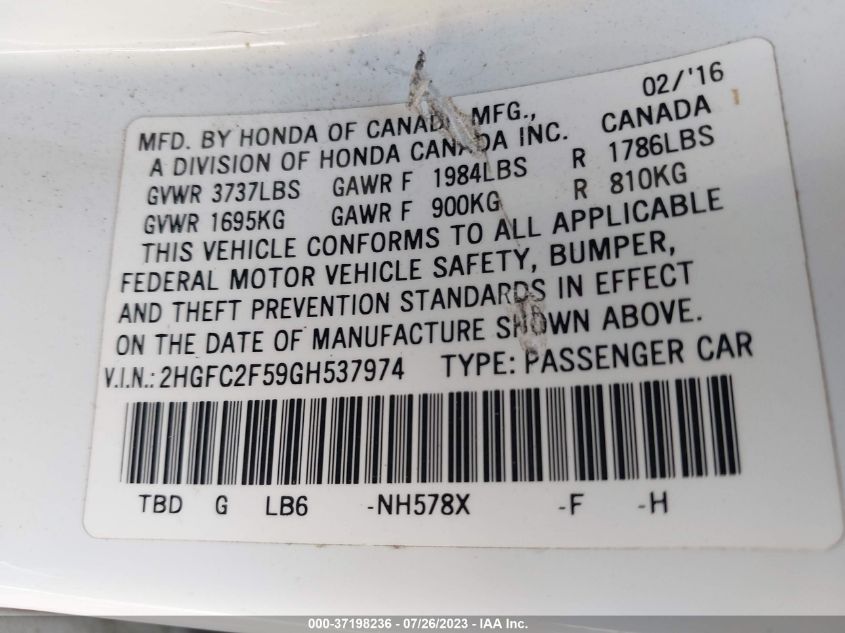 02/'16
MFD. BY HONDA OF CANADA MFG., CANADA
A DIVISION OF HONDA CANADA INC.
GVWR 3737LBS GAWR F 1984LBS R 1786LBS
GVWR 1695KG GAWR F 900KG R 810KG
THIS VEHICLE CONFORMS TO ALL APPLICABLE
FEDERAL MOTOR VEHICLE SAFETY, BUMPER,
AND THEFT PREVENTION STANDARDS IN EFFECT
ON THE DATE OF MANUFACTURE SHOWN ABOVE.
V.I.N.: 2HGFC2F59GH537974 TYPE: PASSENGER CAR
TBD G LB6 -NH578X -F -H
000-37198236 - 07/26/2023 - IAA Inc.